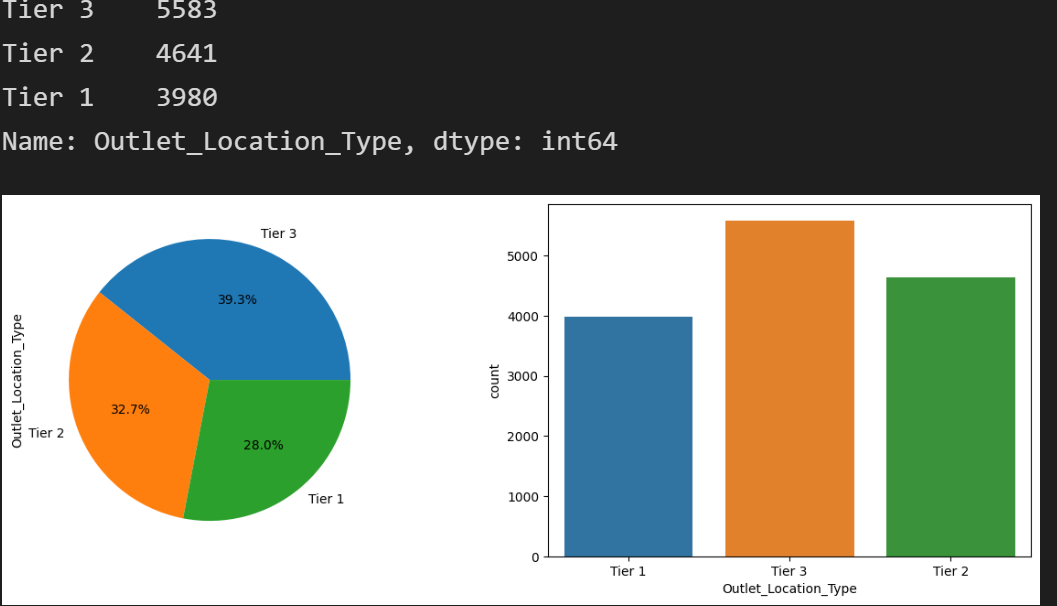 Tier 3    5583
Tier 2    4641
Tier 1    3980
Name: Outlet_Location_Type, dtype: int64
Outlet_Location_Type
Tier 3
39.3%
32.7%
Tier 2
28.0%
Tier 1
count
5000
4000
3000
2000
1000
0
Tier 1 Tier 3 Tier 2
Outlet_Location_Type